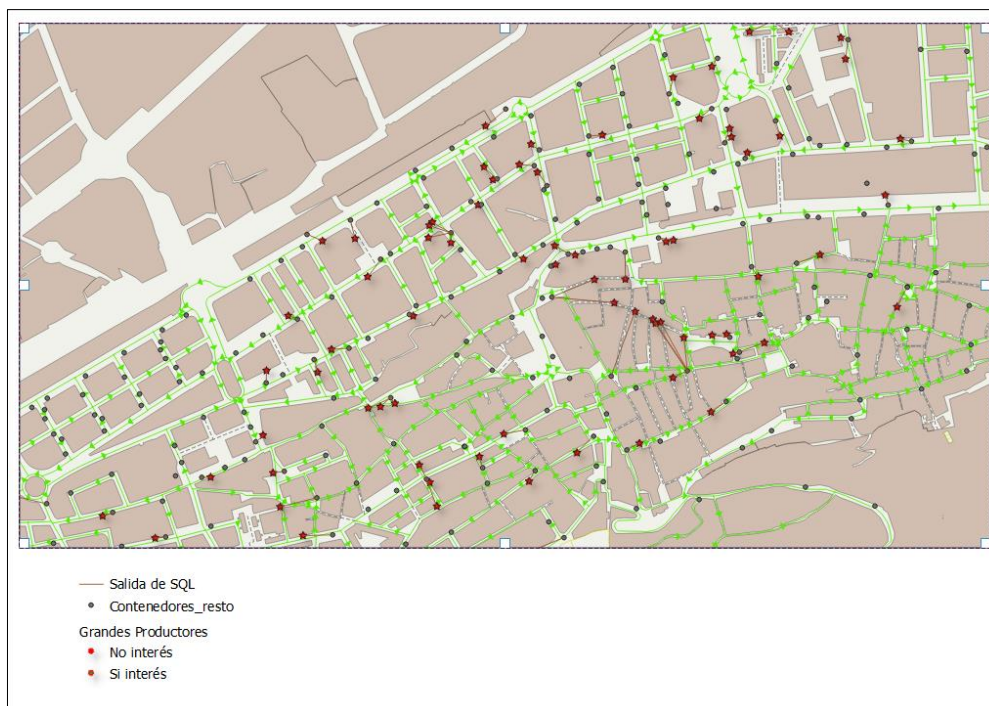 Salida de SQL
Contenedores_resto
Grandes Productores
No interés
Si interés